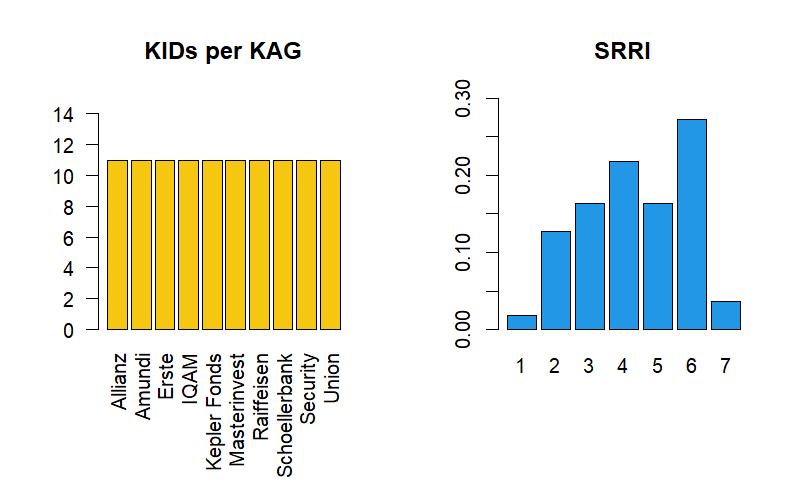 KIDs per KAG
14
12
10
8
6
4
2
0
Allianz
Amundi
Erste
IQAM
Kepler Fonds
Masterinvest
Raiffeisen
Schoellerbank
Security
Union
SRRI
0.30
0.20
0.10
0.00
1 2 3 4 5 6 7